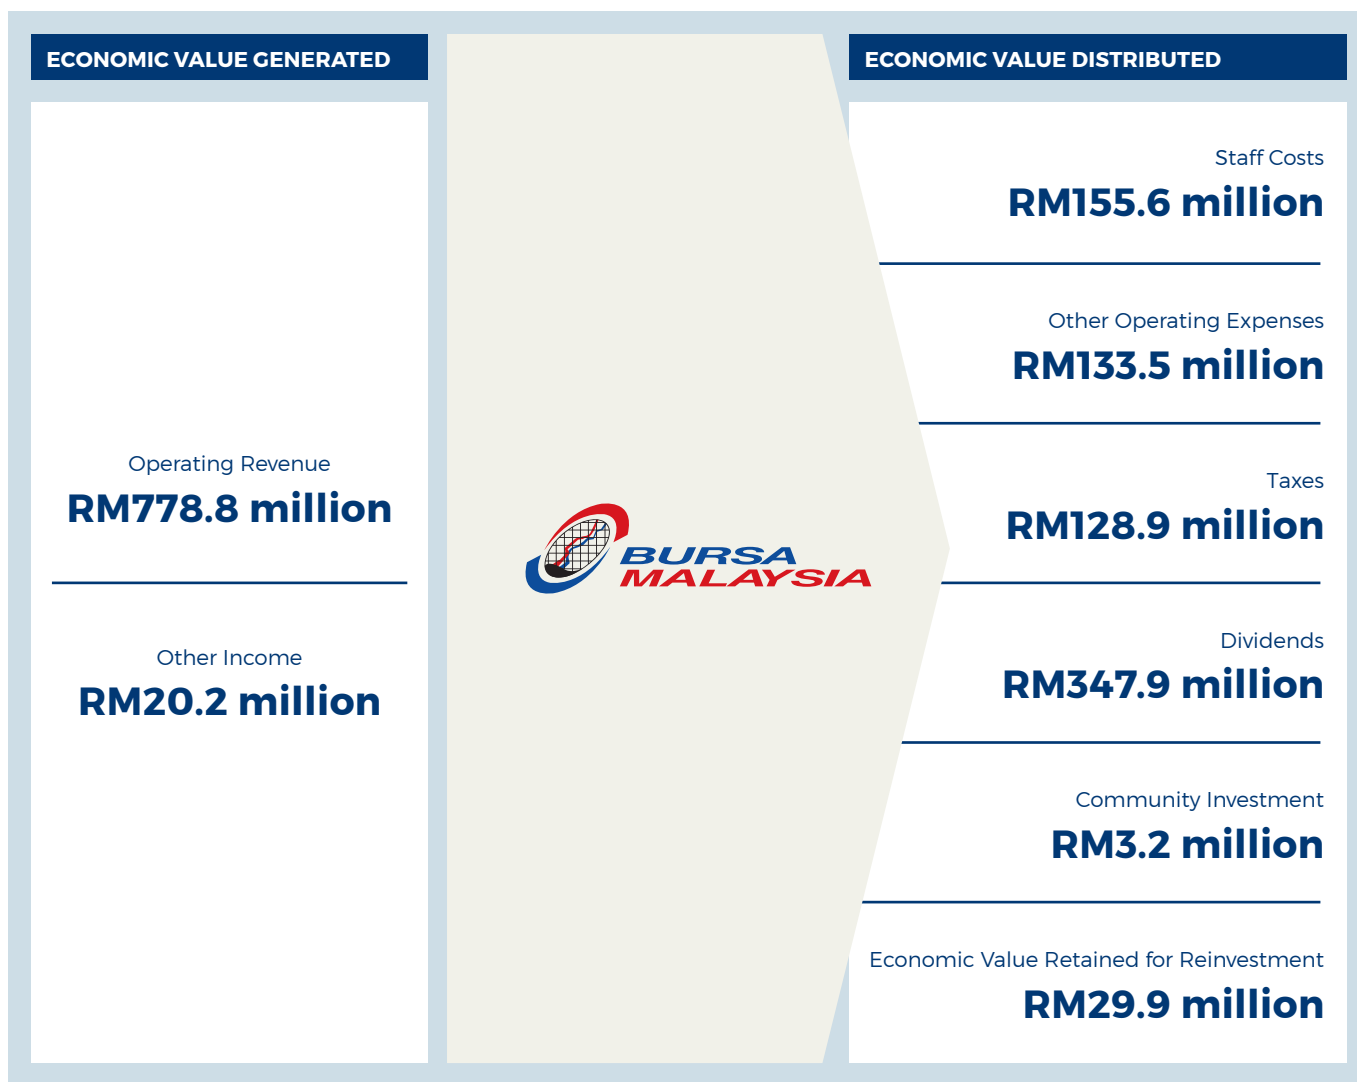 ECONOMIC VALUE GENERATED
Operating Revenue
RM778.8 million
Other Income
RM20.2 million
BURSA
MALAYSIA
ECONOMIC VALUE DISTRIBUTED
Staff Costs
RM155.6 million
Other Operating Expenses
RM133.5 million
Taxes
RM128.9 million
Dividends
RM347.9 million
Community Investment
RM3.2 million
Economic Value Retained for Reinvestment
RM29.9 million